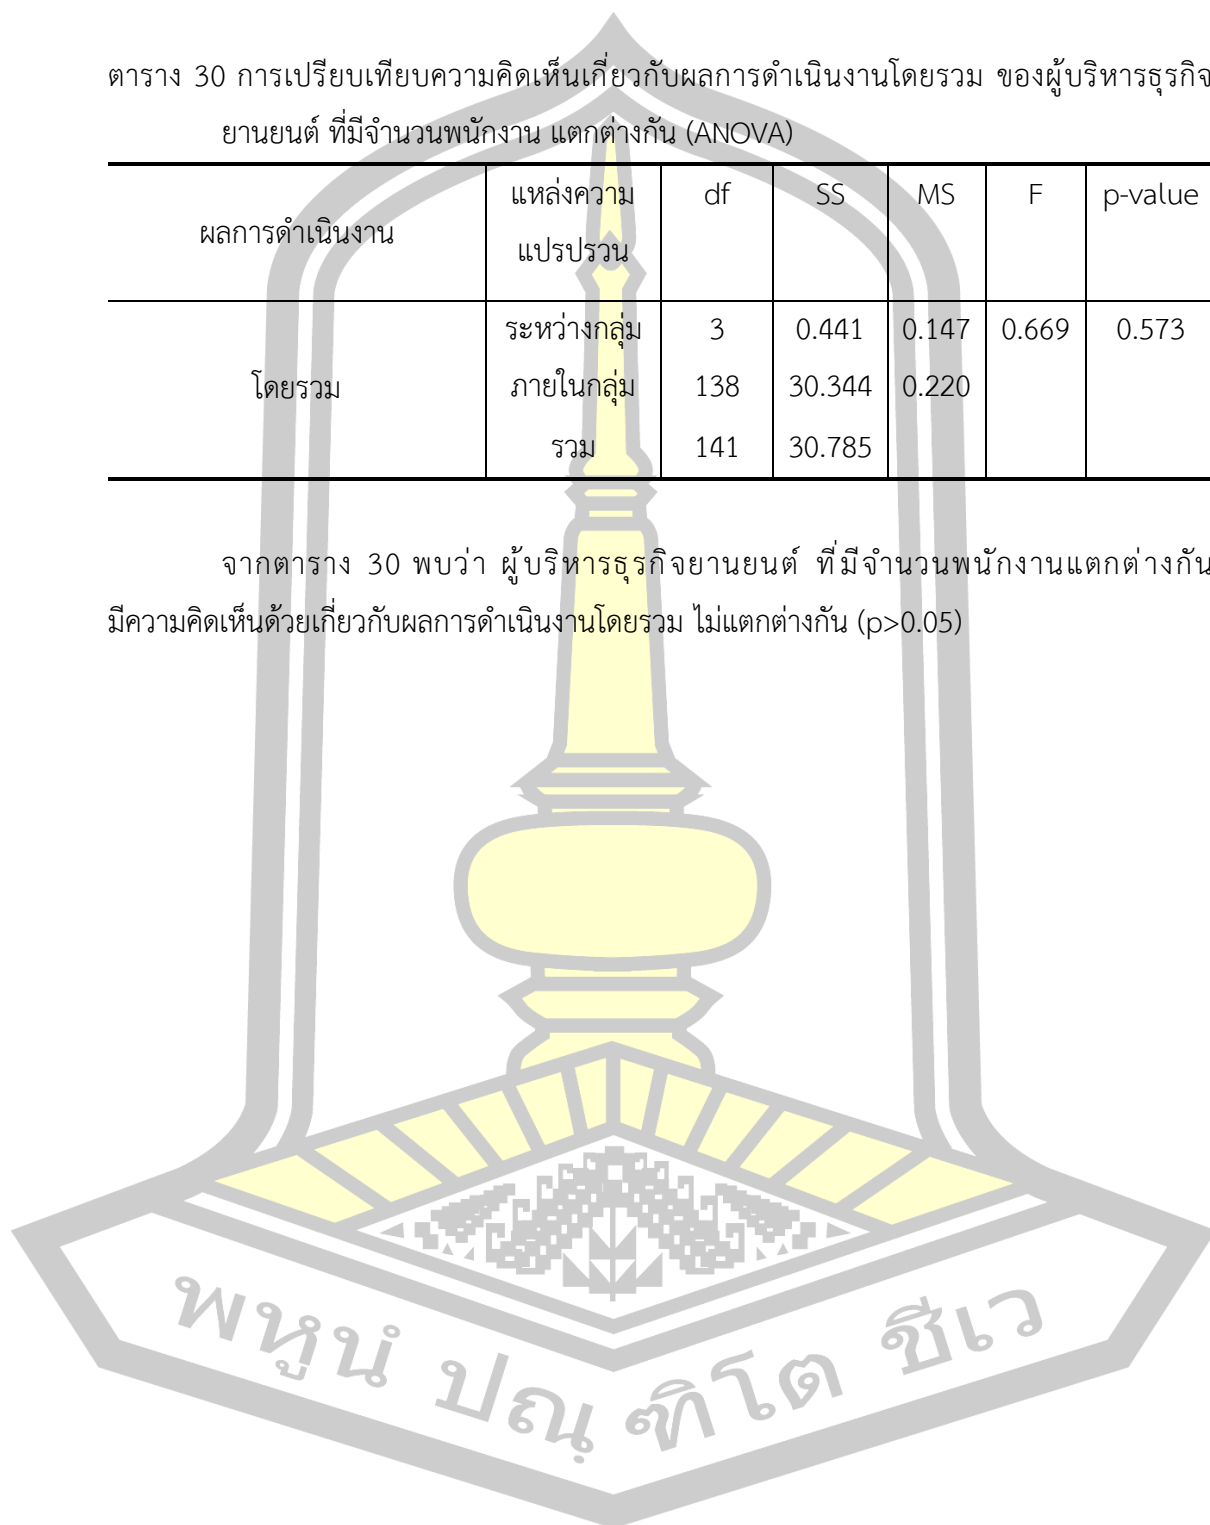 ตาราง 30 การเปรียบเทียบความคิดเห็นเกี่ยวกับผลการดำเนินงานโดยรวม ของผู้บริหารธุรกิจ
ยานยนต์ ที่มีจำนวนพนักงาน แตกต่างกัน (ANOVA)
ผลการดำเนินงาน แหล่งความ df SS MS F p-value
แปรปรวน
ระหว่างกลุ่ม 3 0.441 0.147 0.669 0.573
โดยรวม ภายในกลุ่ม 138 30.344 0.220
รวม 141 30.785
จากตาราง 30 พบว่า ผู้บริหารธุรกิจยานยนต์ ที่มีจำนวนพนักงานแตกต่างกัน
มีความคิดเห็นด้วยเกี่ยวกับผลการดำเนินงานโดยรวม ไม่แตกต่างกัน (p>0.05)
พหูนํ ปณฺฑิโต ชีเว